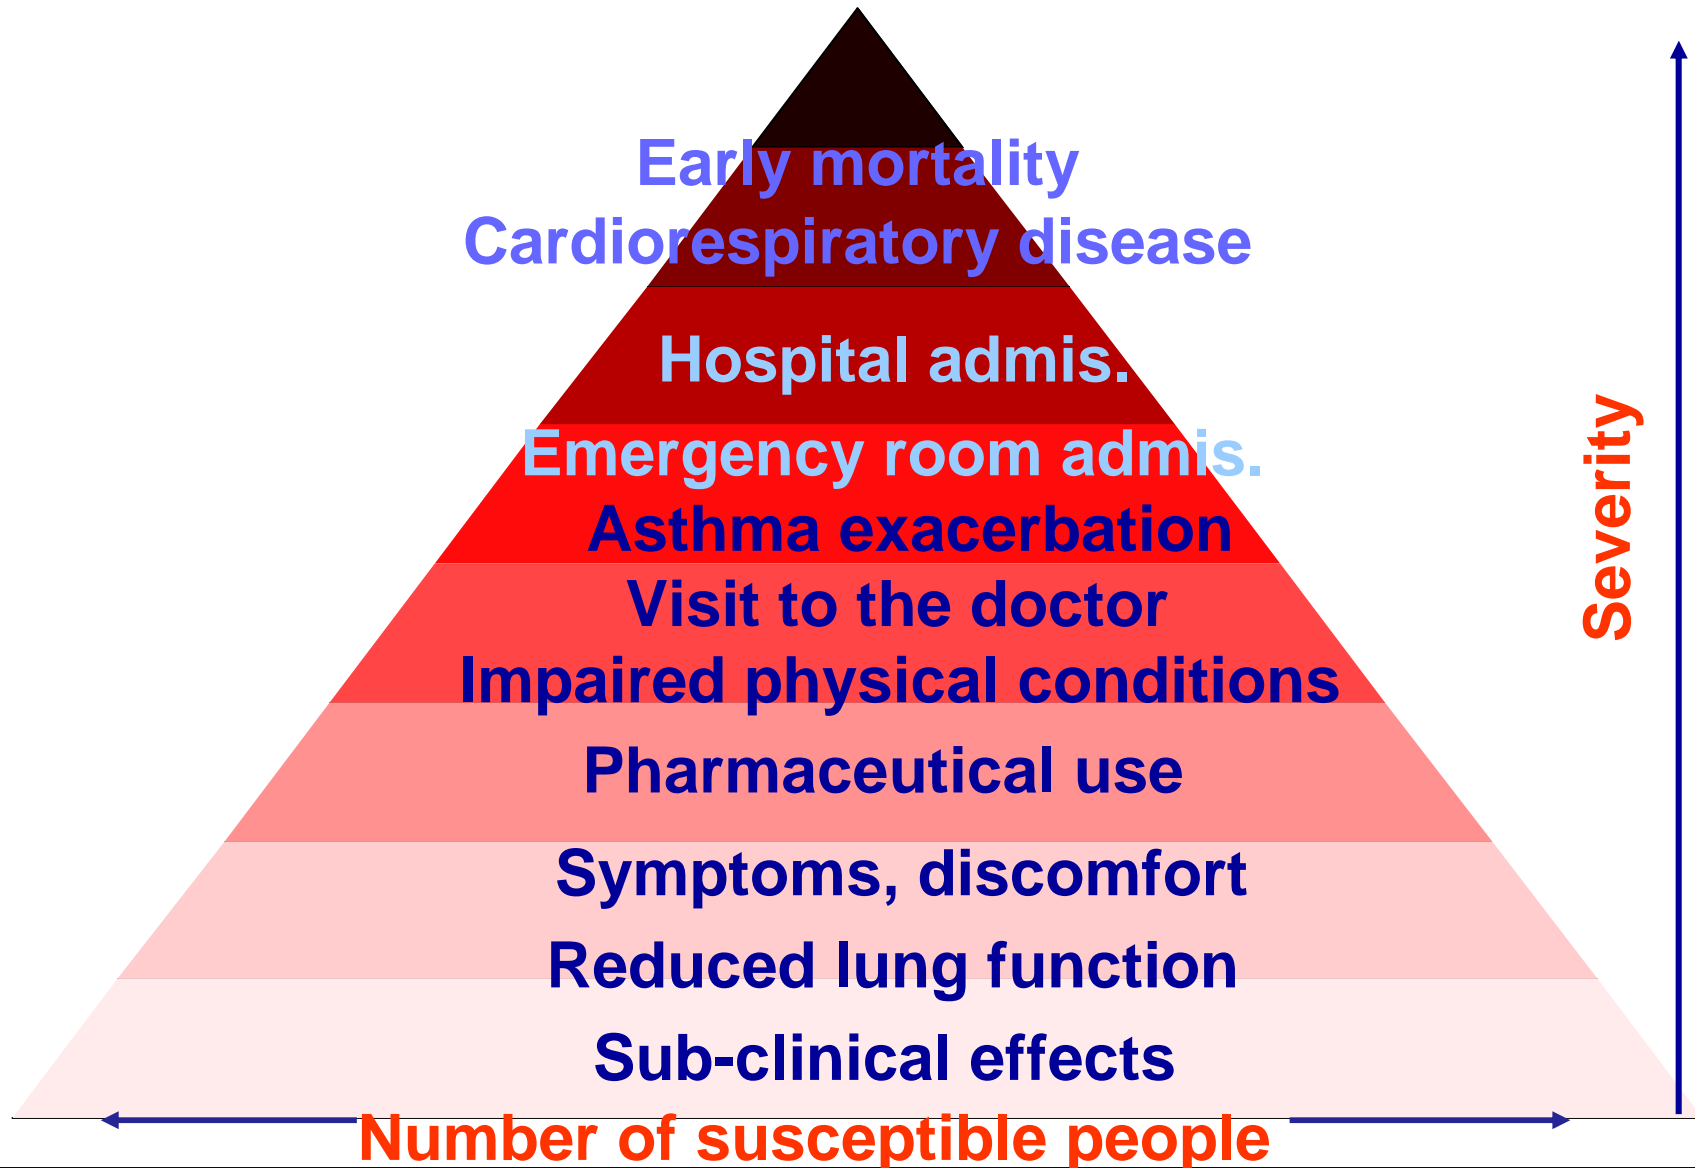 Early mortality
Cardiorespiratory disease
Hospital admis.
Emergency room admis.
Asthma exacerbation
Visit to the doctor
Impaired physical conditions
Pharmaceutical use
Symptoms, discomfort
Reduced lung function
Sub-clinical effects
Number of susceptible people
Severity